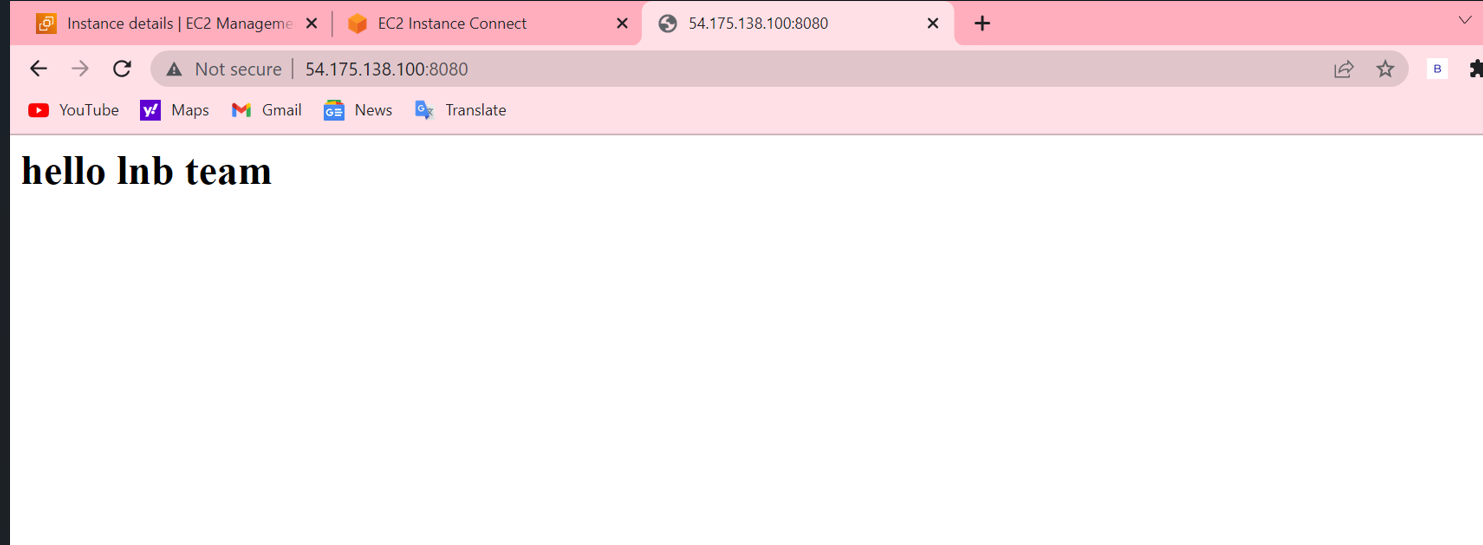 Instance details | EC2 Manageme
EC2 Instance Connect
54.175.138.100:8080
Not secure
54.175.138.100:8080
B
YouTube
y!
Maps
Gmail
GE
News
G
Translate
hello lnb team